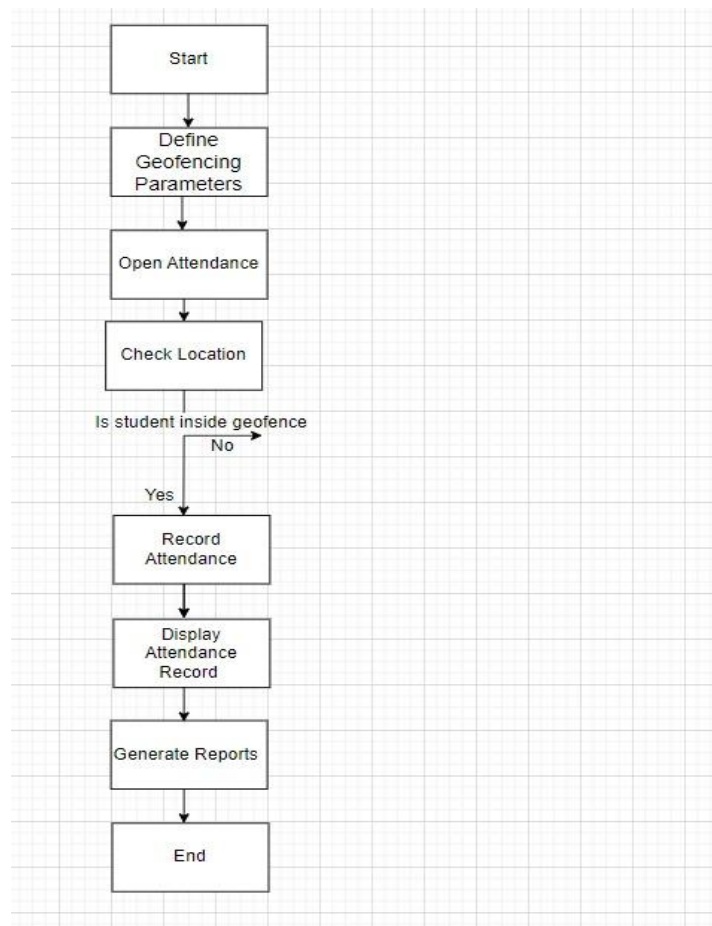 Start
Define
Geofencing
Parameters
Open Attendance
Check Location
Is student inside geofence
No
Yes
Record
Attendance
Display
Attendance
Record
Generate Reports
End